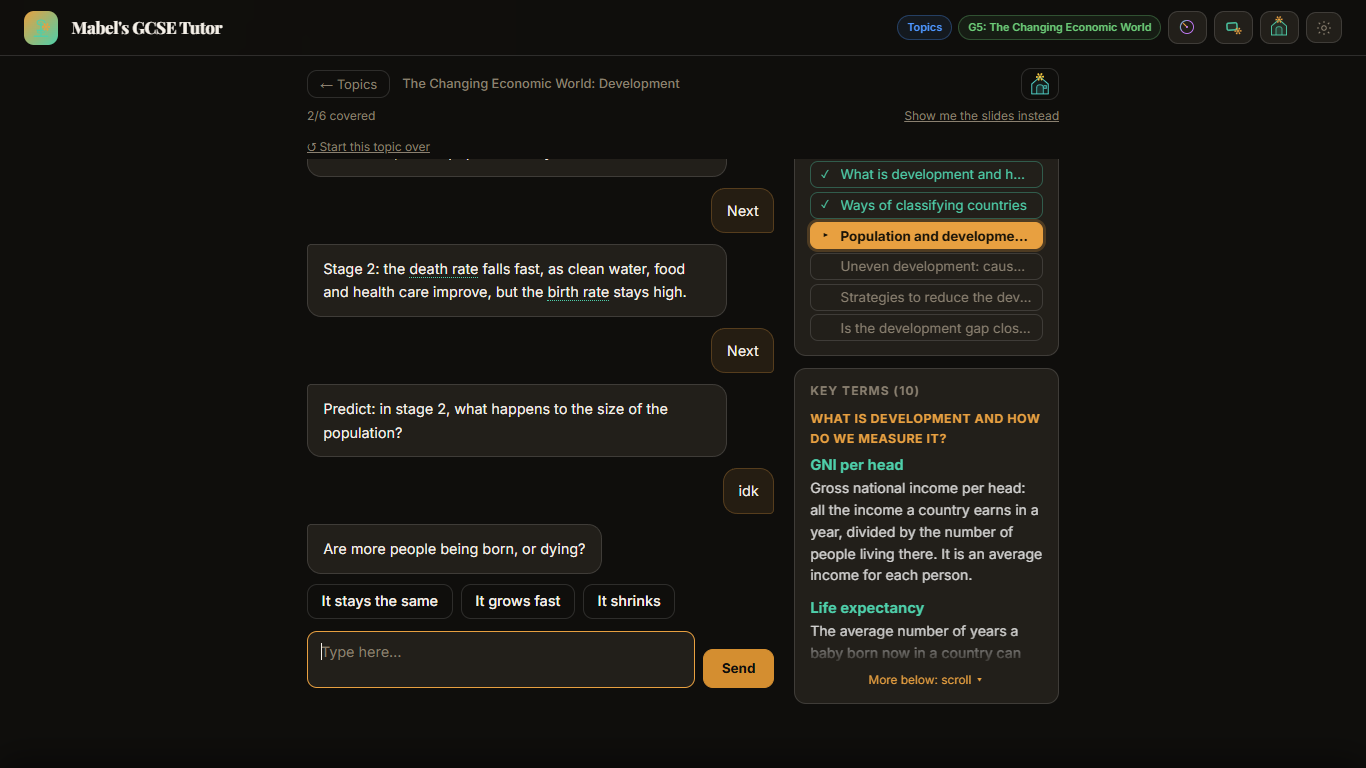 Mabel's GCSE Tutor
Topics
G5: The Changing Economic World
← Topics
The Changing Economic World: Development
2/6 covered
Show me the slides instead
↺ Start this topic over
Next
Stage 2: the death rate falls fast, as clean water, food
and health care improve, but the birth rate stays high.
Next
Predict: in stage 2, what happens to the size of the
population?
idk
Are more people being born, or dying?
It stays the same
It grows fast
It shrinks
Type here...
Send
✓ What is development and h...
✓ Ways of classifying countries
▸ Population and developme...
Uneven development: caus...
Strategies to reduce the dev...
Is the development gap clos...
KEY TERMS (10)
WHAT IS DEVELOPMENT AND HOW
DO WE MEASURE IT?
GNI per head
Gross national income per head:
all the income a country earns in a
year, divided by the number of
people living there. It is an average
income for each person.
Life expectancy
The average number of years a
baby born now in a country can
More below: scroll ▾